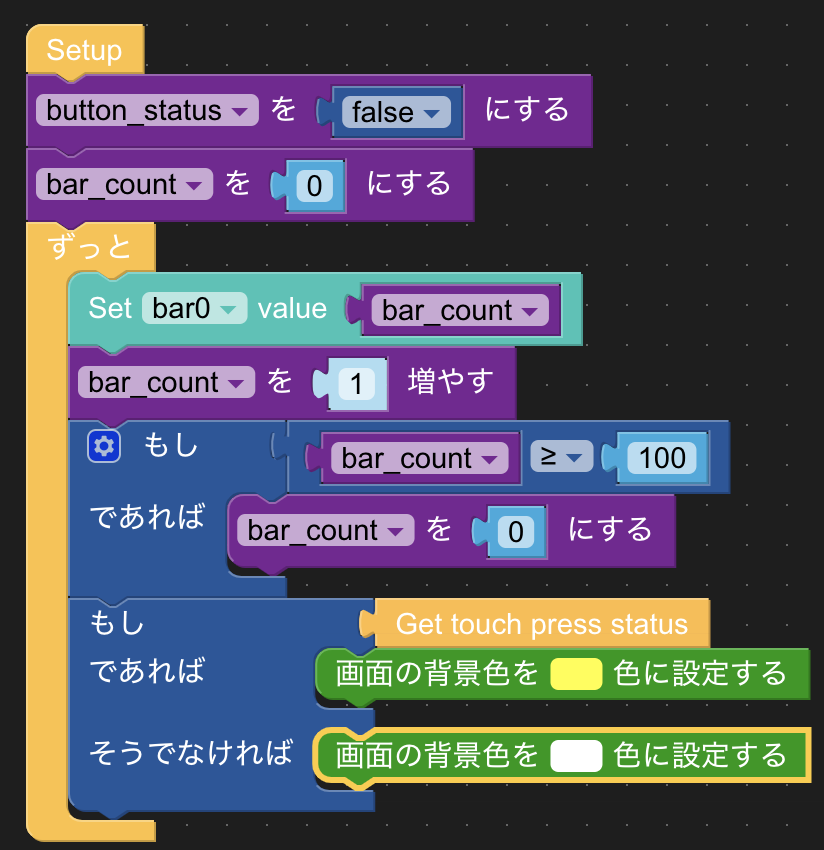 Setup
button_status を false にする
bar_count を 0 にする
ずっと
Set bar0 value bar_count
bar_count を 1 増やす
もし bar_count ≥ 100
であれば bar_count を 0 にする
もし Get touch press status
であれば 画面の背景色を 色に設定する
そうでなければ 画面の背景色を 色に設定する